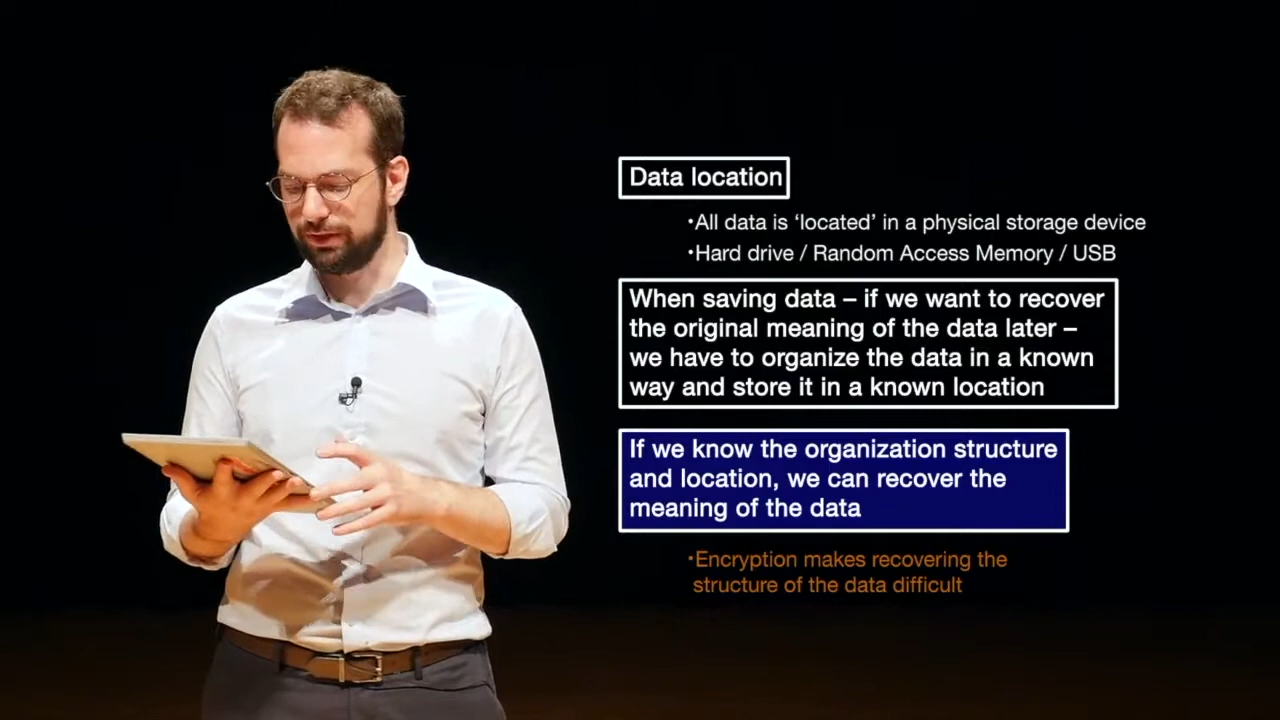 Data location
•All data is ‘located’ in a physical storage device
•Hard drive / Random Access Memory / USB
When saving data – if we want to recover
the original meaning of the data later –
we have to organize the data in a known
way and store it in a known location
If we know the organization structure
and location, we can recover the
meaning of the data
•Encryption makes recovering the
structure of the data difficult